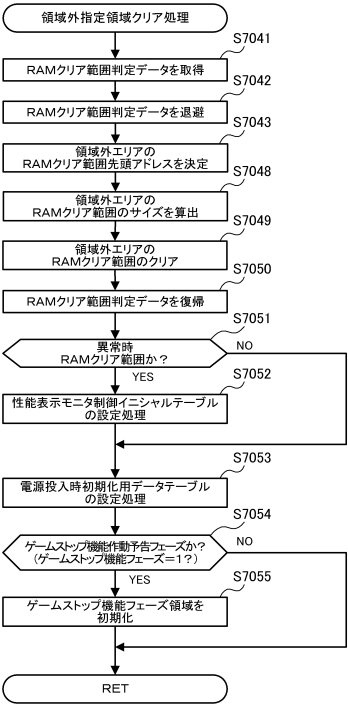 領域外指定領域クリア処理
S7041
RAMクリア範囲判定データを取得
S7042
RAMクリア範囲判定データを退避
S7043
領域外エリアの
RAMクリア範囲先頭アドレスを決定
S7048
領域外エリアの
RAMクリア範囲のサイズを算出
S7049
領域外エリアの
RAMクリア範囲のクリア
S7050
RAMクリア範囲判定データを復帰
S7051
異常時
RAMクリア範囲か？
NO
YES
S7052
性能表示モニタ制御イニシャルテーブル
の設定処理
S7053
電源投入時初期化用データテーブル
の設定処理
S7054
ゲームストップ機能作動予告フェーズか？
（ゲームストップ機能フェーズ＝1？）
NO
YES
S7055
ゲームストップ機能フェーズ領域を
初期化
RET